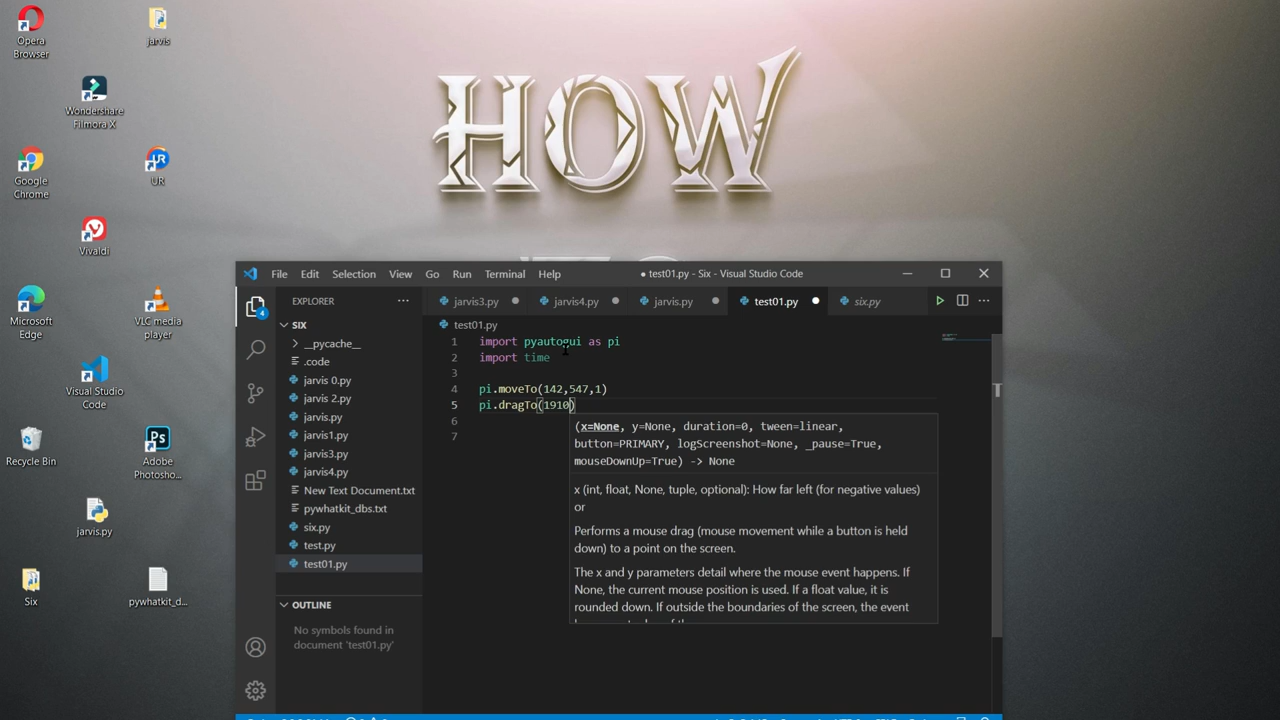 Opera
Browser
jarvis
Wondershare
Filmora X
Google
Chrome
UR
Vivaldi
Microsoft
Edge
VLC media
player
Visual Studio
Code
Recycle Bin
Adobe
Photosho...
jarvis.py
Six
pywhatkit_d...
HOW
File Edit Selection View Go Run Terminal Help
● test01.py - Six - Visual Studio Code
EXPLORER ...
jarvis3.py jarvis4.py jarvis.py test01.py six.py
SIX
__pycache__
.code
jarvis 0.py
jarvis 2.py
jarvis.py
jarvis1.py
jarvis3.py
jarvis4.py
New Text Document.txt
pywhatkit_dbs.txt
six.py
test.py
test01.py
OUTLINE
No symbols found in
document 'test01.py'
4
test01.py
1 import pyautogui as pi
2 import time
3
4 pi.moveTo(142,547,1)
5 pi.dragTo(1910)
6
7
(x=None, y=None, duration=0, tween=linear,
button=PRIMARY, logScreenshot=None, _pause=True,
mouseDownUp=True) -> None
x (int, float, None, tuple, optional): How far left (for negative values)
or
Performs a mouse drag (mouse movement while a button is held
down) to a point on the screen.
The x and y parameters detail where the mouse event happens. If
None, the current mouse position is used. If a float value, it is
rounded down. If outside the boundaries of the screen, the event